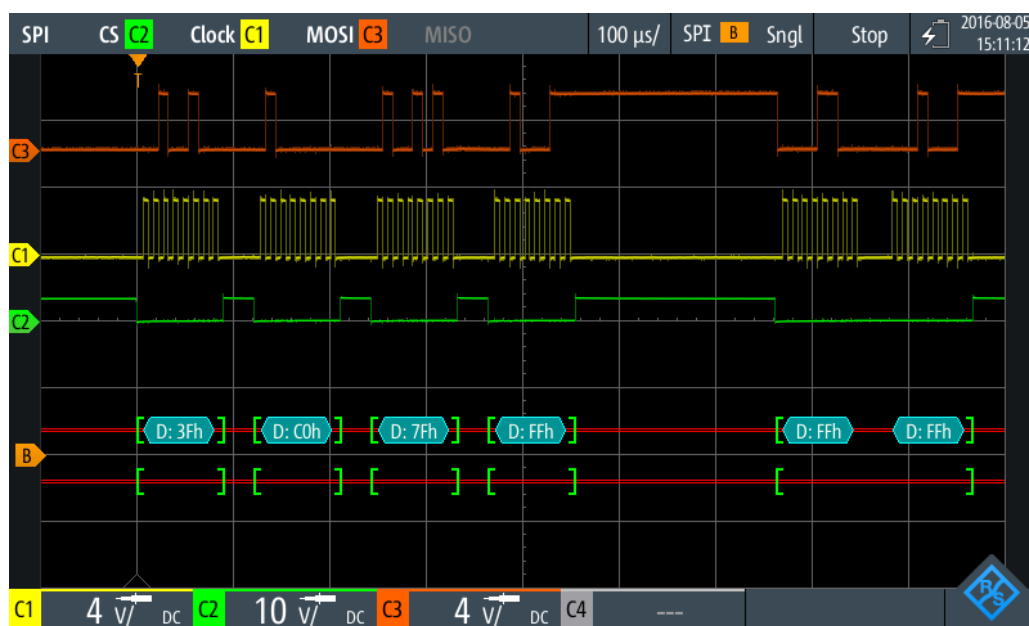 SPI CS C2 Clock C1 MOSI C3 MISO 100 µs/ SPI B Sngl Stop 2016-08-05
15:11:12
T
C3
C1
C2
D: 3Fh D: C0h D: 7Fh D: FFh D: FFh D: FFh
B
R&S
C1 4 V/ DC C2 10 V/ DC C3 4 V/ DC C4 ---